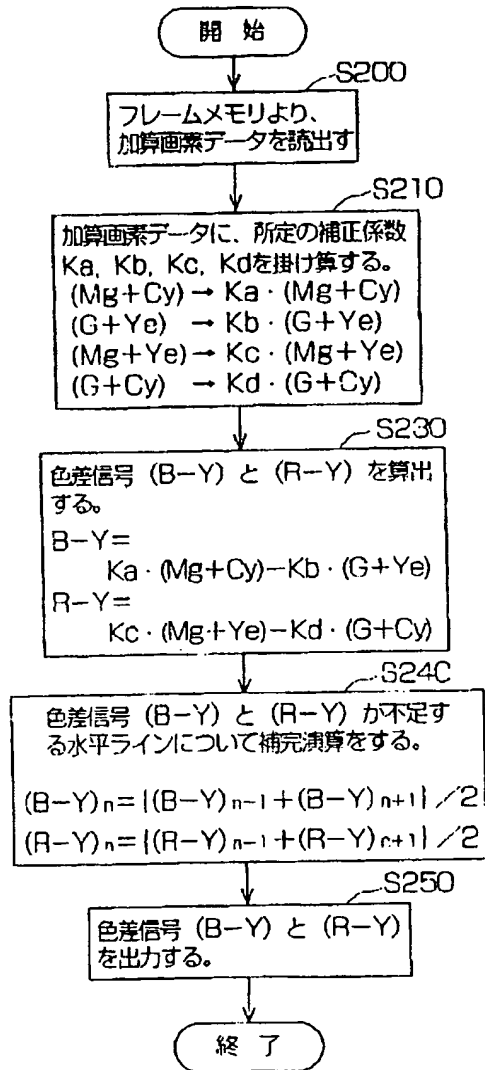 開 始
S200
フレームメモリより、
加算画素データを読出す
S210
加算画素データに、所定の補正係数
Ka, Kb, Kc, Kdを掛け算する。
(Mg+Cy)→ Ka・(Mg+Cy)
(G+Ye) → Kb・(G+Ye)
(Mg+Ye)→ Kc・(Mg+Ye)
(G+Cy) → Kd・(G+Cy)
S230
色差信号 (B−Y) と (R−Y) を算出
する。
B−Y=
Ka・(Mg+Cy)−Kb・(G+Ye)
R−Y=
Kc・(Mg+Ye)−Kd・(G+Cy)
S240
色差信号 (B−Y) と (R−Y) が不足す
る水平ラインについて補完演算をする。
(B−Y)n={(B−Y)n−1+(B−Y)n+1}/2
(R−Y)n={(R−Y)n−1+(R−Y)n+1}/2
S250
色差信号 (B−Y) と (R−Y)
を出力する。
終 了